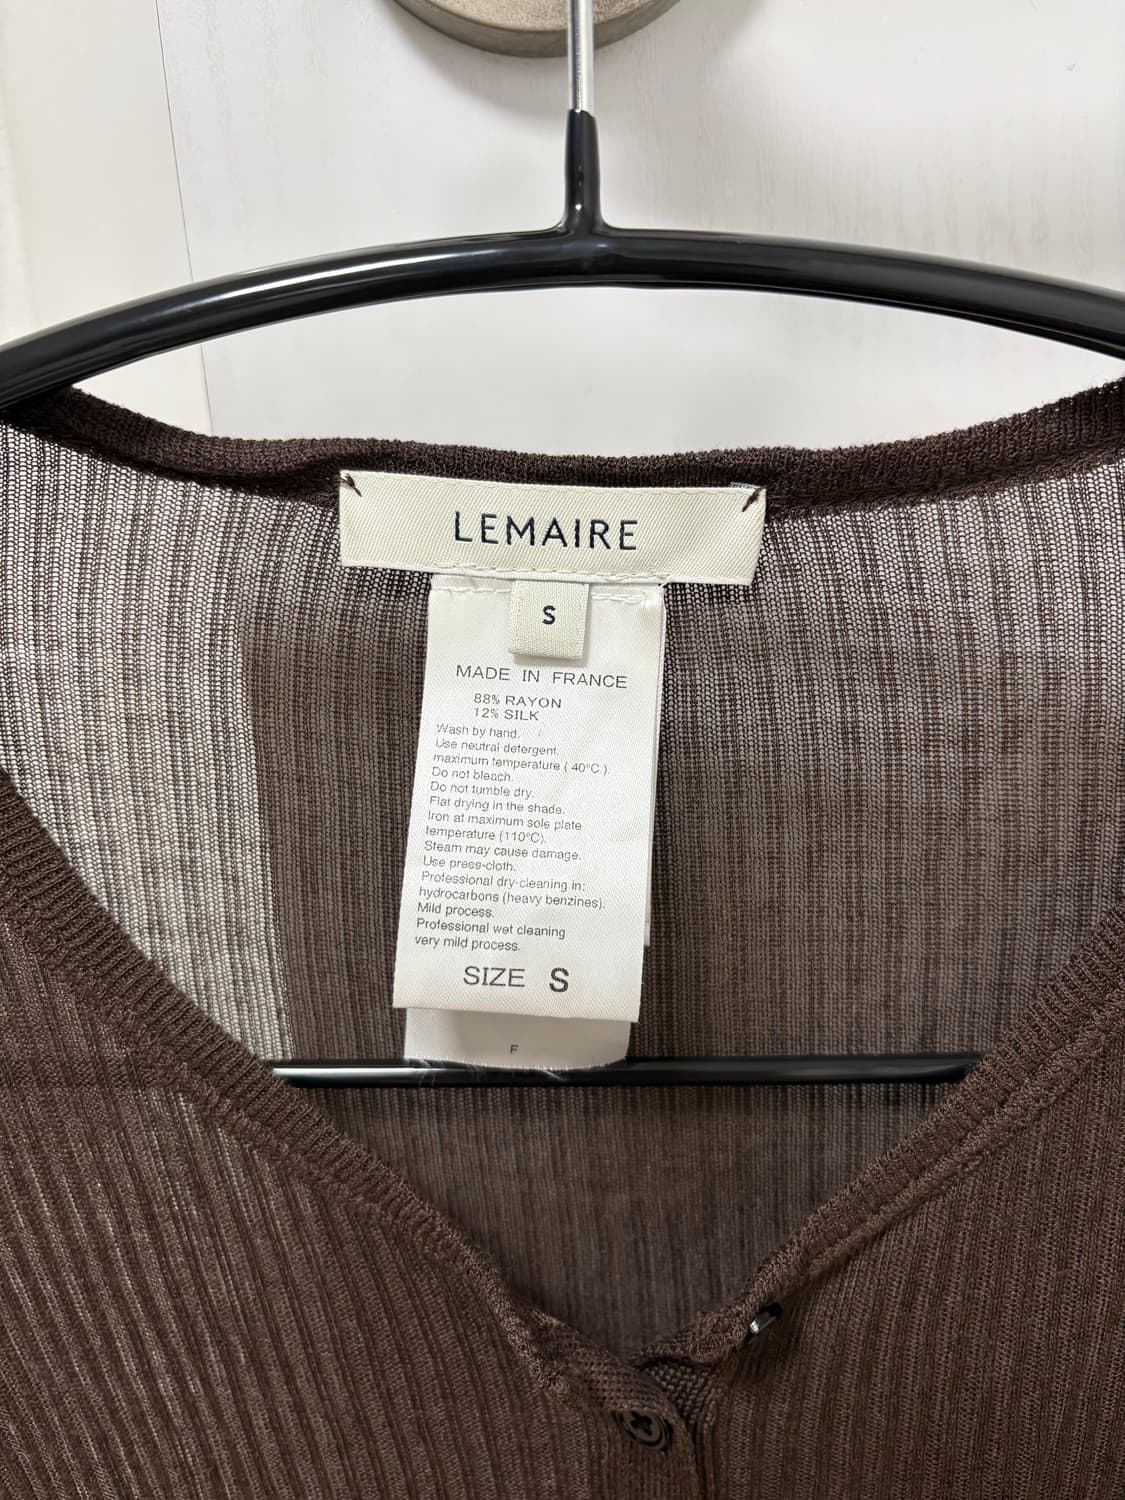 LEMAIRE
S
MADE IN FRANCE
88% RAYON
12% SILK
Wash by hand.
Use neutral detergent.
maximum temperature ( 40°C ).
Do not bleach.
Do not tumble dry.
Flat drying in the shade.
Iron at maximum sole plate
temperature (110°C).
Steam may cause damage.
Use press-cloth.
Professional dry-cleaning in:
hydrocarbons (heavy benzines).
Mild process.
Professional wet cleaning
very mild process.
SIZE S
F